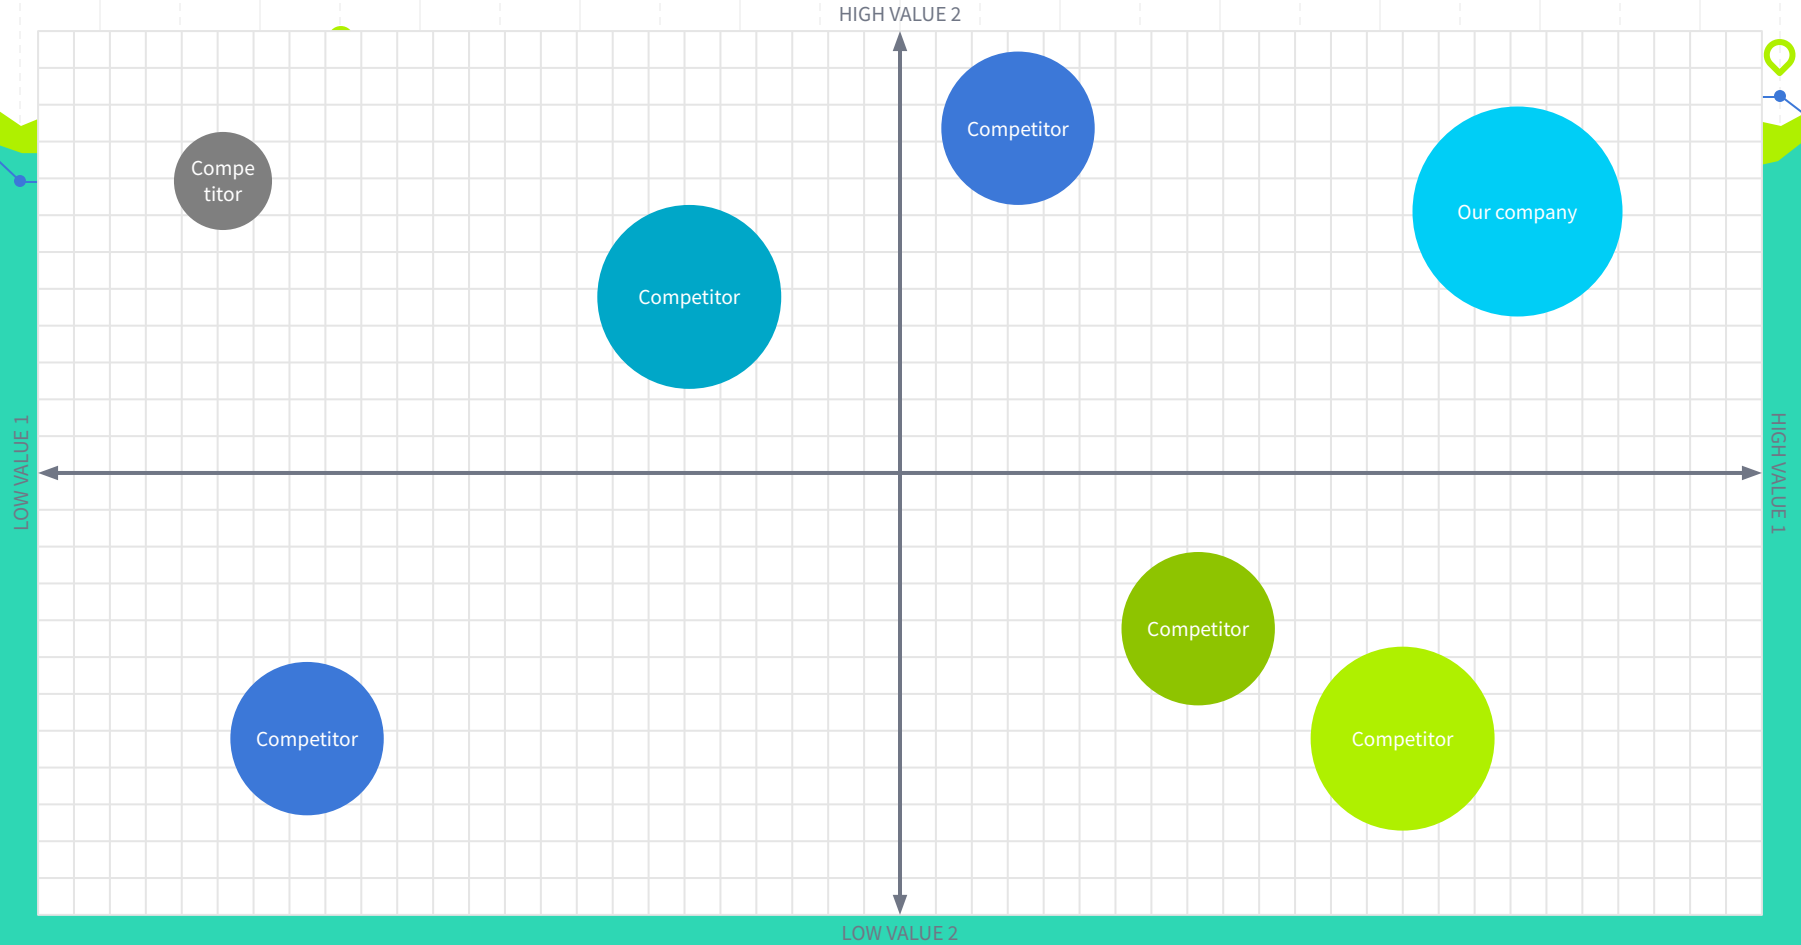 HIGH VALUE 2
Competitor
Compe
titor
Our company
Competitor
LOW VALUE 1
HIGH VALUE 1
Competitor
Competitor
Competitor
LOW VALUE 2